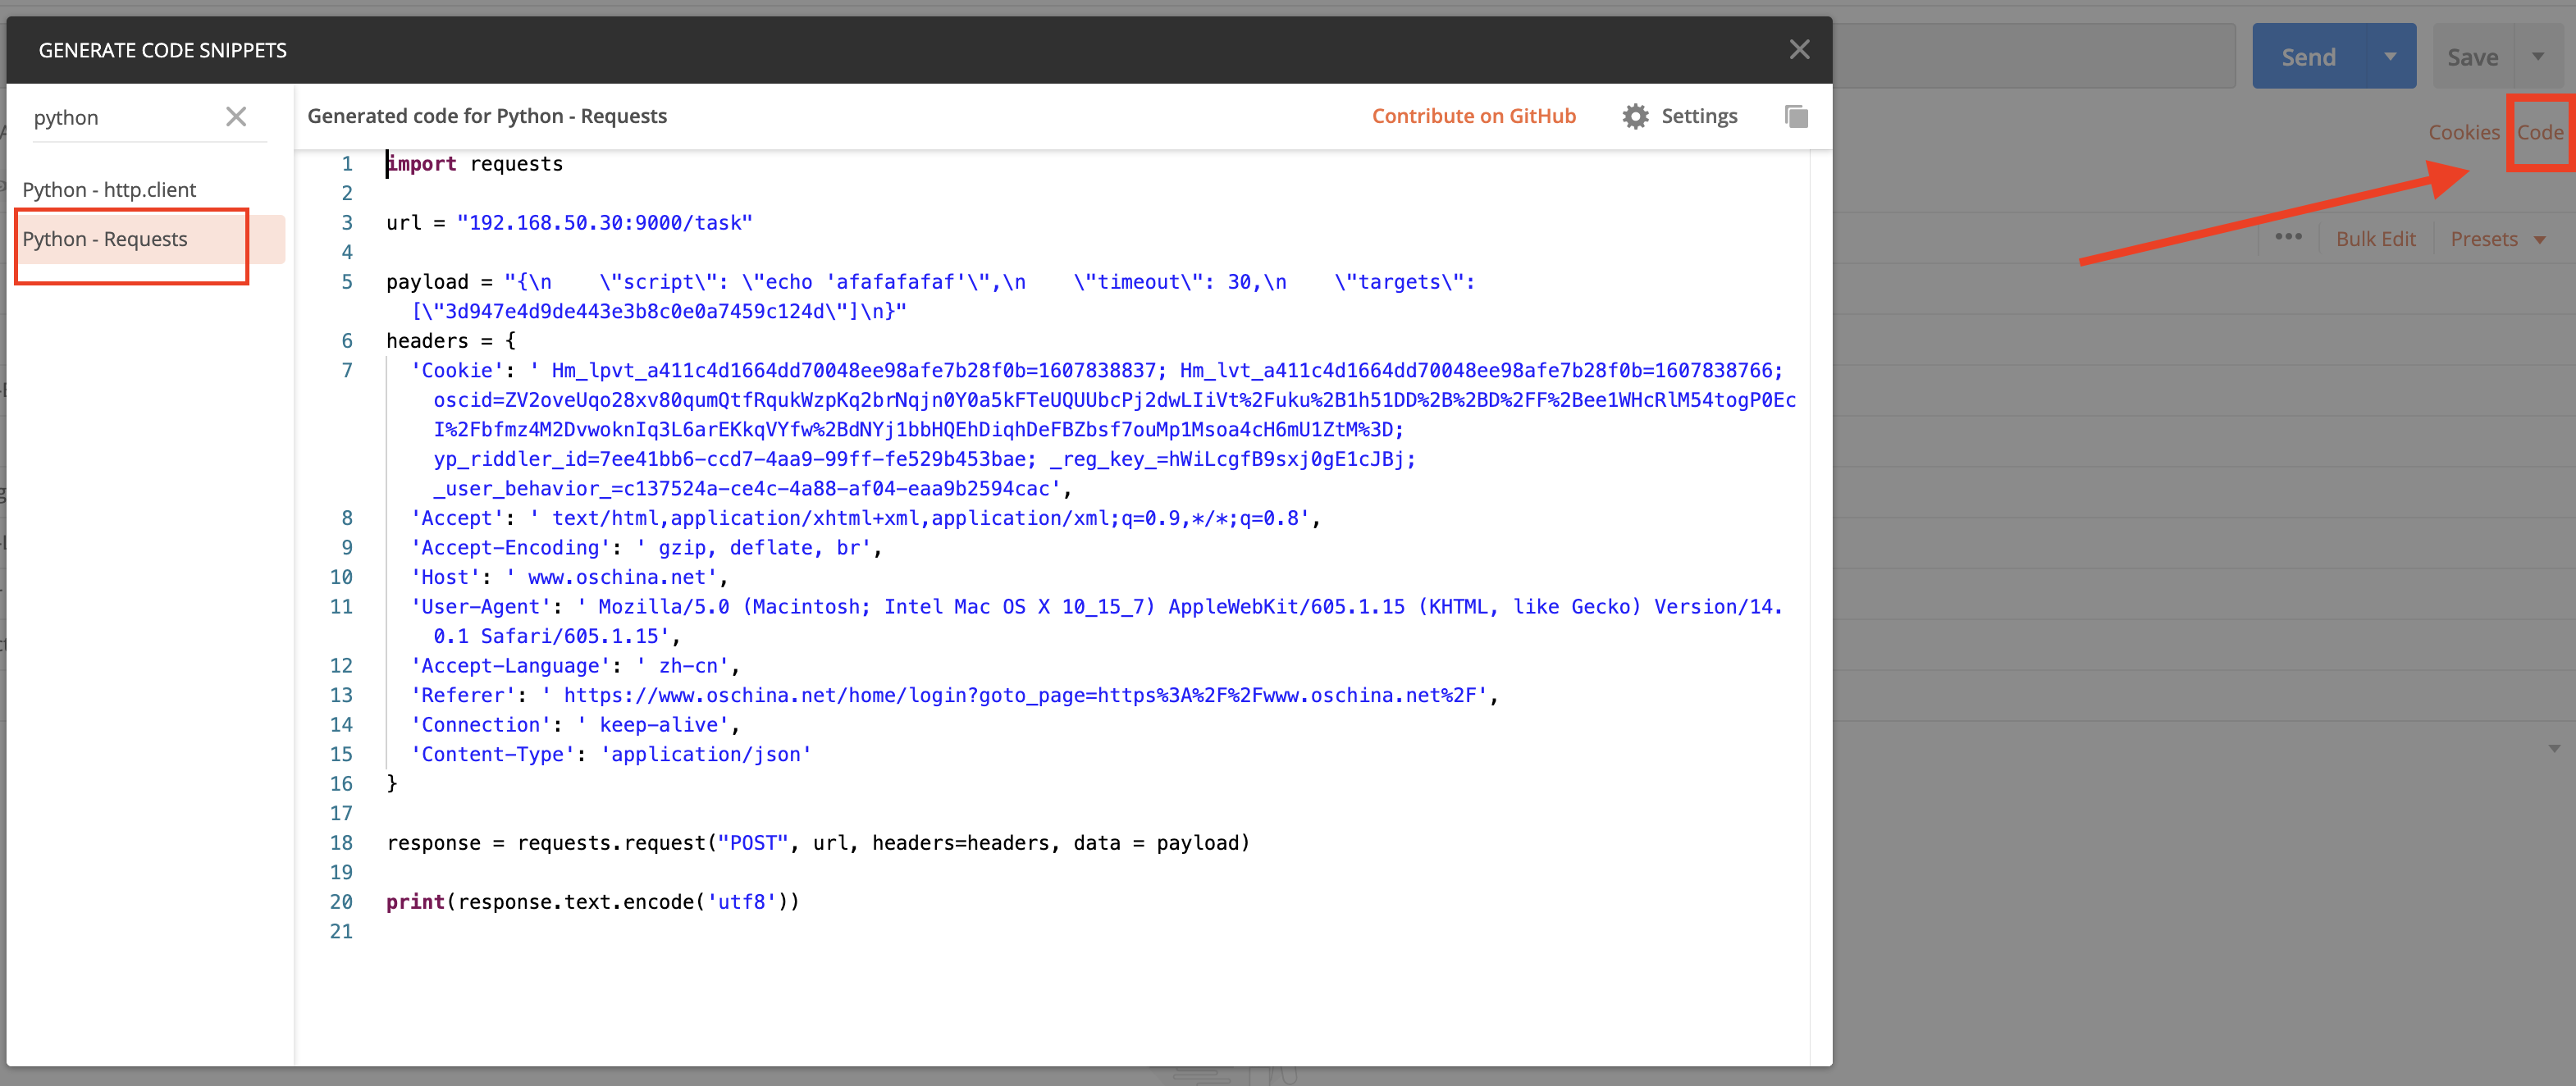 GENERATE CODE SNIPPETS
Send
Save
python
Generated code for Python - Requests
Contribute on GitHub
Settings
Cookies
Code
Python - http.client
Python - Requests
Bulk Edit
Presets
1 import requests
2
3 url = "192.168.50.30:9000/task"
4
5 payload = "{\n    \"script\": \"echo 'afafafafaf'\",\n    \"timeout\": 30,\n    \"targets\":
[\"3d947e4d9de443e3b8c0e0a7459c124d\"]\n}"
6 headers = {
7 'Cookie': ' Hm_lpvt_a411c4d1664dd70048ee98afe7b28f0b=1607838837; Hm_lvt_a411c4d1664dd70048ee98afe7b28f0b=1607838766;
oscid=ZV2oveUqo28xv80qumQtfRqukWzpKq2brNqjn0Y0a5kFTeUQUUbcPj2dwLIiVt%2Fuku%2B1h51DD%2B%2BD%2FF%2Bee1WHcRlM54togP0Ec
I%2Fbfmz4M2DvwoknIq3L6arEKkqVYfw%2BdNYj1bbHQEhDiqhDeFBZbsf7ouMp1Msoa4cH6mU1ZtM%3D;
yp_riddler_id=7ee41bb6-ccd7-4aa9-99ff-fe529b453bae; _reg_key_=hWiLcgfB9sxj0gE1cJBj;
_user_behavior_=c137524a-ce4c-4a88-af04-eaa9b2594cac',
8 'Accept': ' text/html,application/xhtml+xml,application/xml;q=0.9,*/*;q=0.8',
9 'Accept-Encoding': ' gzip, deflate, br',
10 'Host': ' www.oschina.net',
11 'User-Agent': ' Mozilla/5.0 (Macintosh; Intel Mac OS X 10_15_7) AppleWebKit/605.1.15 (KHTML, like Gecko) Version/14.
0.1 Safari/605.1.15',
12 'Accept-Language': ' zh-cn',
13 'Referer': ' https://www.oschina.net/home/login?goto_page=https%3A%2F%2Fwww.oschina.net%2F',
14 'Connection': ' keep-alive',
15 'Content-Type': 'application/json'
16 }
17
18 response = requests.request("POST", url, headers=headers, data = payload)
19
20 print(response.text.encode('utf8'))
21